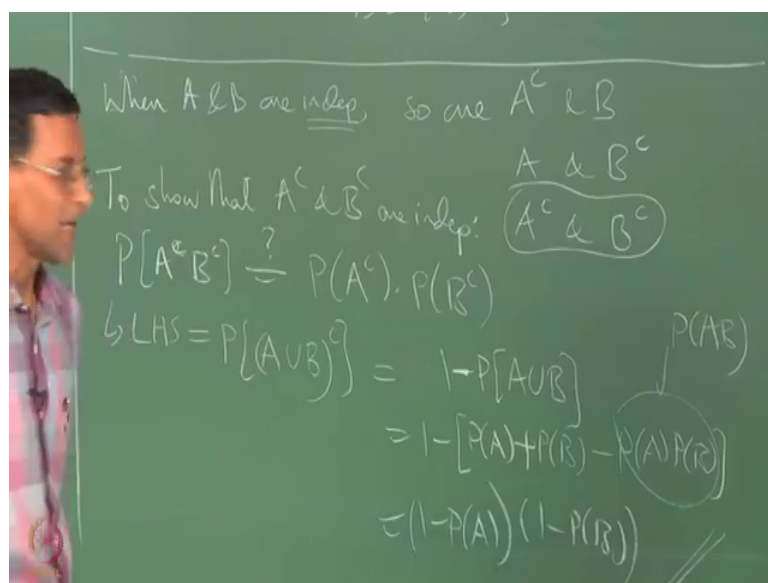 When A & B are indep, so are A^c & B
A & B^c
To show that A^c & B^c are indep: A^c & B^c
P[A^c B^c] ?= P(A^c). P(B^c)
↳ LHS = P[(A∪B)^c] = 1-P[A∪B]
P(AB)
= 1-[P(A)+P(B) - P(A)P(B)]
= (1-P(A)) (1-P(B))